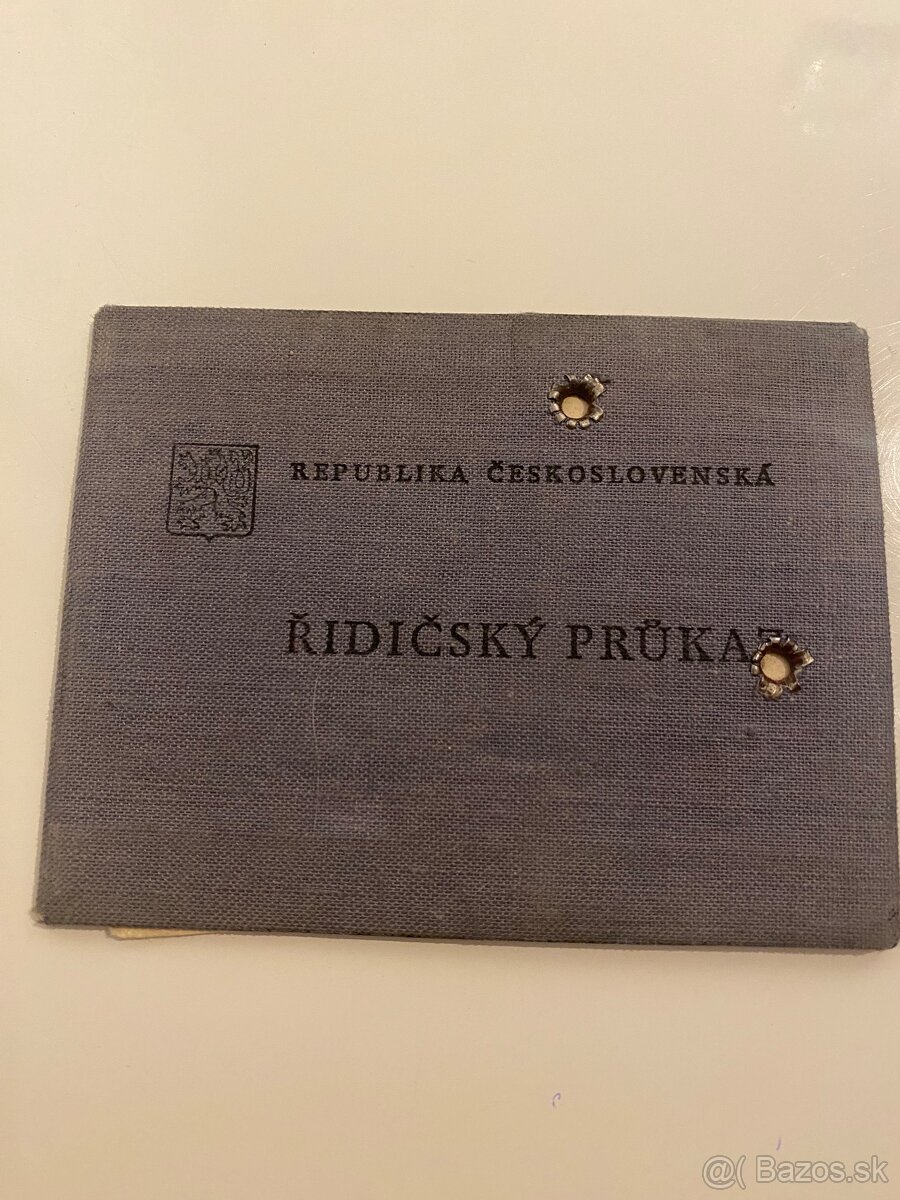 REPUBLIKA ČESKOSLOVENSKÁ
ŘIDIČSKÝ PRŮKAZ
@( Bazos.sk